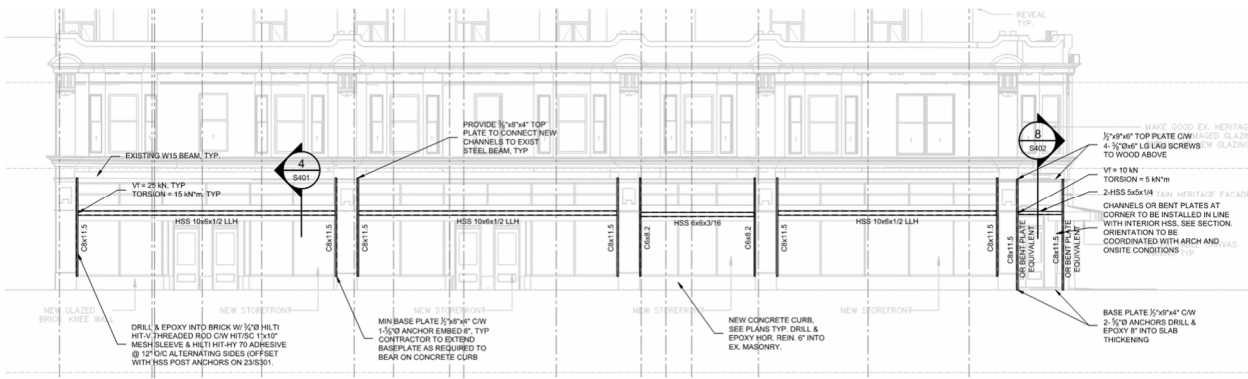 REVEAL
TYP.
PROVIDE ½"x8"x4" TOP
PLATE TO CONNECT NEW
CHANNELS TO EXIST
STEEL BEAM, TYP
EXISTING W15 BEAM, TYP.
4
S401
Vf = 25 kN, TYP
TORSION = 15 kN*m, TYP
8
S402
MAKE GOOD EX. HERITAG
½"x9"x6" TOP PLATE C/W
4- ⅜"Øx6" LG LAG SCREWS
TO WOOD ABOVE
Vf = 10 kN
TORSION = 5 kN*m
2-HSS 5x5x1/4
CHANNELS OR BENT PLATES AT
CORNER TO BE INSTALLED IN LINE
WITH INTERIOR HSS, SEE SECTION.
ORIENTATION TO BE
COORDINATED WITH ARCH AND
ONSITE CONDITIONS
HSS 10x6x1/2 LLH
HSS 10x6x1/2 LLH
HSS 6x6x3/16
HSS 10x6x1/2 LLH
C8x11.5
C8x11.5
C8x11.5
C6x8.2
C6x8.2
C8x11.5
C8x11.5
OR BENT PLATE
EQUIVALENT
C8x11.5
OR BENT PLATE
EQUIVALENT
NEW GLAZED
BRICK KNEE WALL
NEW STOREFRONT
NEW STOREFRONT
NEW STOREFRONT
NEW STOREFRONT
DRILL & EPOXY INTO BRICK W/ ¾"Ø HILTI
HIT-V THREADED ROD C/W HIT/SC 1"x10"
MESH SLEEVE & HILTI HIT-HY 70 ADHESIVE
@ 12" O/C ALTERNATING SIDES (OFFSET
WITH HSS POST ANCHORS ON 23/S301.
MIN BASE PLATE ½"x8"x4" C/W
1-⅝"Ø ANCHOR EMBED 8", TYP
CONTRACTOR TO EXTEND
BASEPLATE AS REQUIRED TO
BEAR ON CONCRETE CURB
NEW CONCRETE CURB,
SEE PLANS TYP. DRILL &
EPOXY HOR. REIN. 6" INTO
EX. MASONRY.
BASE PLATE ½"x9"x4" C/W
2- ⅝"Ø ANCHORS DRILL &
EPOXY 8" INTO SLAB
THICKENING